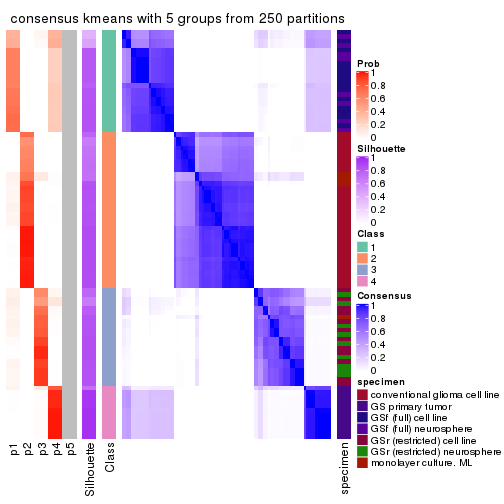 consensus kmeans with 5 groups from 250 partitions
Prob
1
0.8
0.6
0.4
0.2
0
Silhouette
1
0.8
0.6
0.4
0.2
0
Class
1
2
3
4
Consensus
1
0.8
0.6
0.4
0.2
0
specimen
conventional glioma cell line
GS primary tumor
GSf (full) cell line
GSf (full) neurosphere
GSr (restricted) cell line
GSr (restricted) neurosphere
monolayer culture. ML
p1
p2
p3
p4
p5
Silhouette
Class
specimen